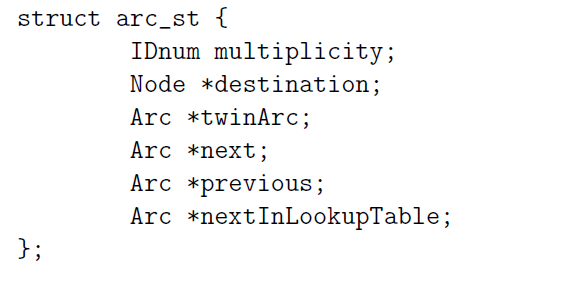 struct arc_st {
        IDnum multiplicity;
        Node *destination;
        Arc *twinArc;
        Arc *next;
        Arc *previous;
        Arc *nextInLookupTable;
};